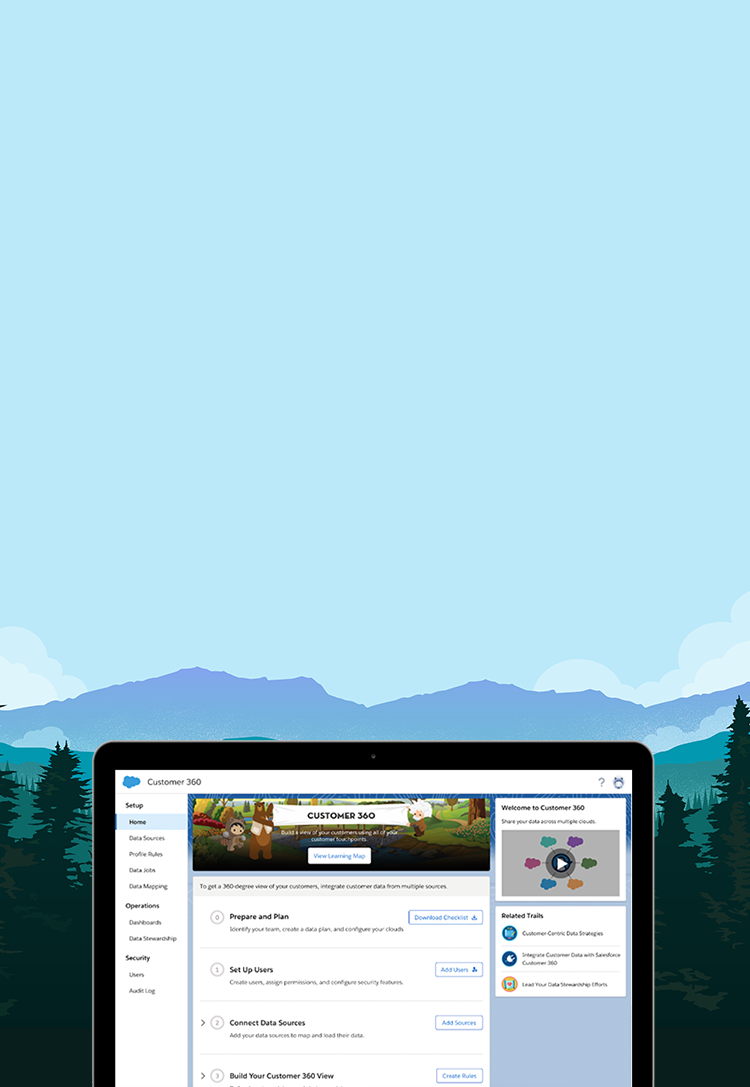 Customer 360
?
Setup
Home
Data Sources
Profile Rules
Data Jobs
Data Mapping
Operations
Dashboards
Data Stewardship
Security
Users
Audit Log
CUSTOMER 360
Build a view of your customers using all of your
customer touchpoints.
View Learning Map
To get a 360-degree view of your customers, integrate customer data from multiple sources.
0
Prepare and Plan
Identify your team, create a data plan, and configure your clouds
Download Checklist
1
Set Up Users
Create users, assign permissions, and configure security features.
Add Users
2
Connect Data Sources
Add your data sources to map and load their data.
Add Sources
3
Build Your Customer 360 View
Create Rules
Welcome to Customer 360
Share your data across multiple clouds.
Related Trails
Customer-Centric Data Strategies
Integrate Customer Data with Salesforce
Customer 360
Lead Your Data Stewardship Efforts